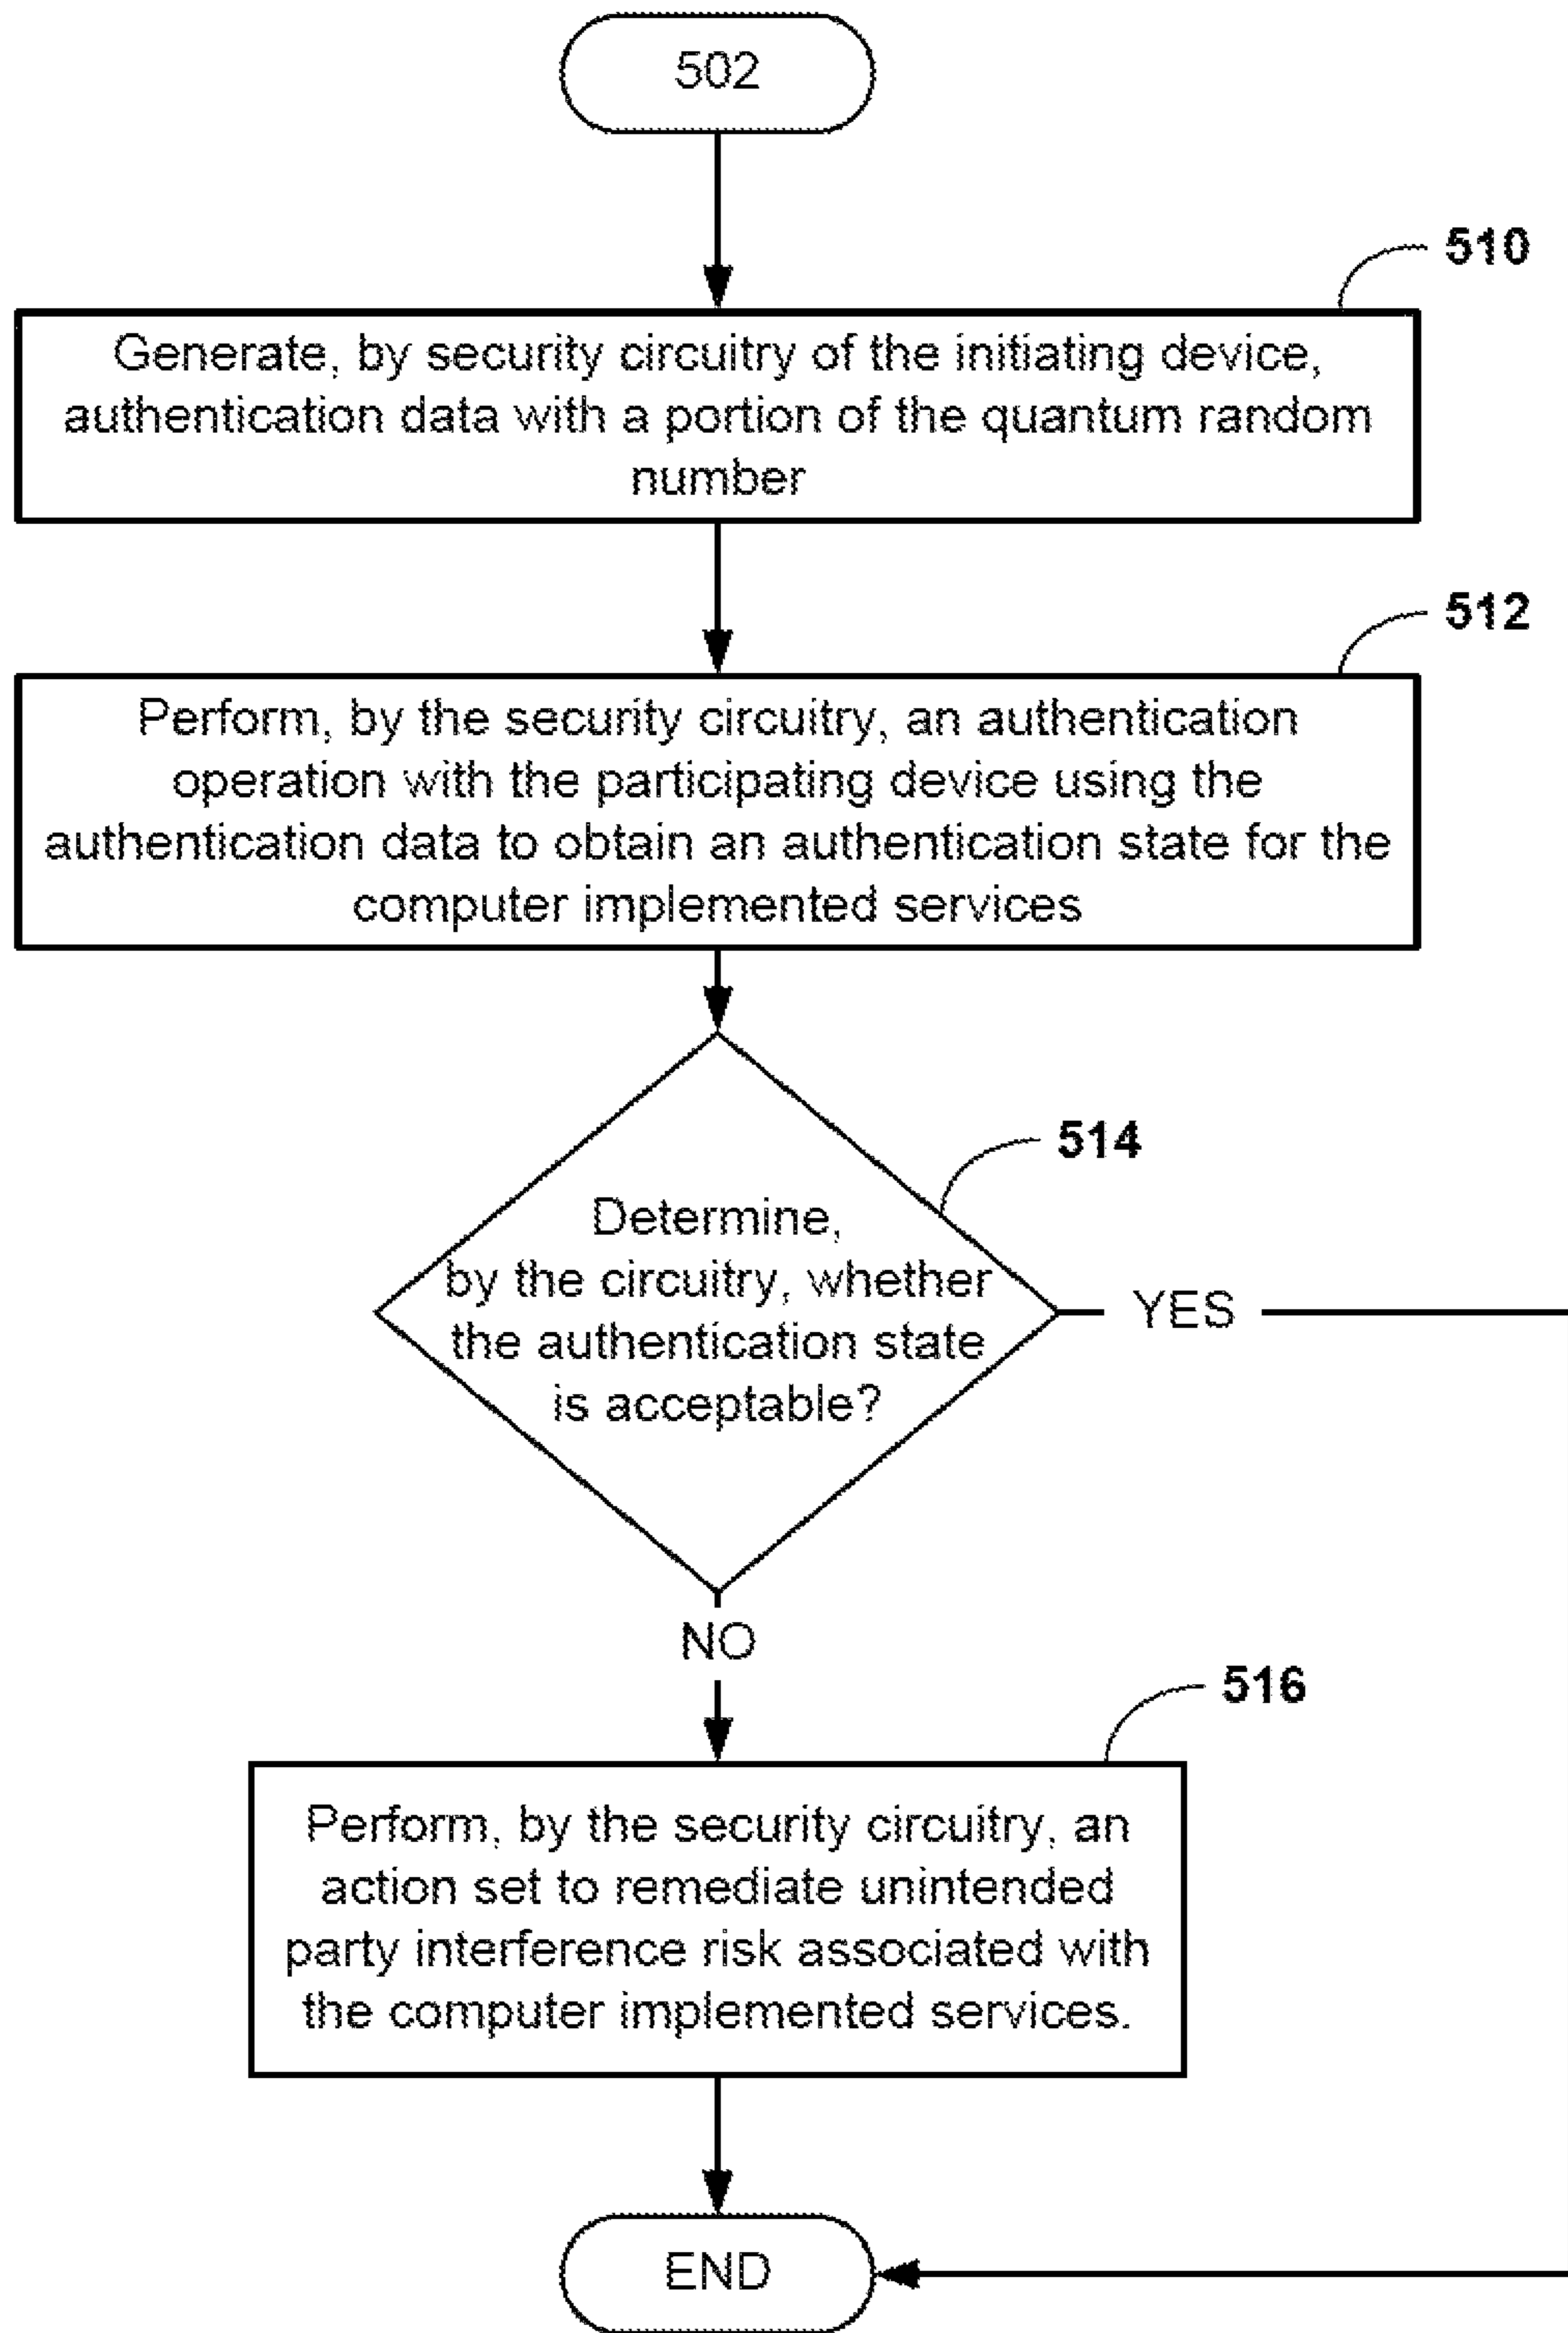 502
510
Generate, by security circuitry of the initiating device,
authentication data with a portion of the quantum random
number
512
Perform, by the security circuitry, an authentication
operation with the participating device using the
authentication data to obtain an authentication state for the
computer implemented services
514
Determine,
by the circuitry, whether
the authentication state
is acceptable?
YES
NO
516
Perform, by the security circuitry, an
action set to remediate unintended
party interference risk associated with
the computer implemented services.
END